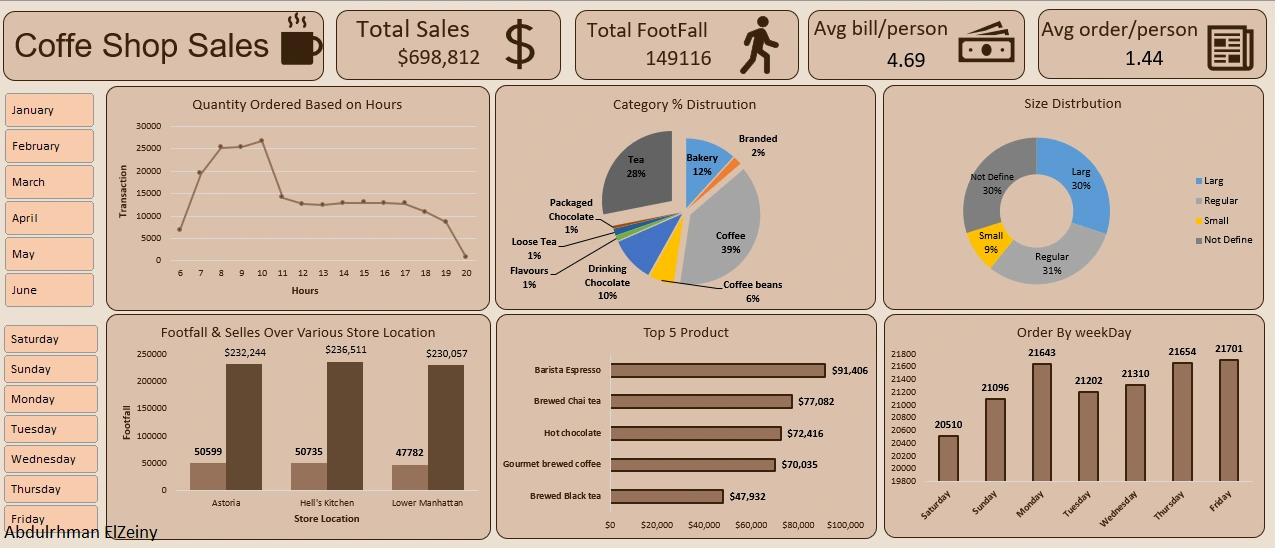 Coffe Shop Sales
Total Sales
$698,812
Total FootFall
149116
Avg bill/person
4.69
Avg order/person
1.44
January
February
March
April
May
June
Saturday
Sunday
Monday
Tuesday
Wednesday
Thursday
Friday
Abdulrhman ElZeiny
Quantity Ordered Based on Hours
Transaction
30000
25000
20000
15000
10000
5000
0
6 7 8 9 10 11 12 13 14 15 16 17 18 19 20
Hours
Category % Distruution
Tea
28%
Bakery
12%
Branded
2%
Coffee
39%
Coffee beans
6%
Drinking
Chocolate
10%
Flavours
1%
Loose Tea
1%
Packaged
Chocolate
1%
Size Distrbution
Not Define
30%
Larg
30%
Small
9%
Regular
31%
Larg
Regular
Small
Not Define
Footfall & Selles Over Various Store Location
Footfall
250000
200000
150000
100000
50000
0
$232,244
$236,511
$230,057
50599
50735
47782
Astoria Hell's Kitchen Lower Manhattan
Store Location
Top 5 Product
Barista Espresso $91,406
Brewed Chai tea $77,082
Hot chocolate $72,416
Gourmet brewed coffee $70,035
Brewed Black tea $47,932
$0 $20,000 $40,000 $60,000 $80,000 $100,000
Order By weekDay
21800
21600
21400
21200
21000
20800
20600
20400
20200
20000
19800
20510
21096
21643
21202
21310
21654
21701
Saturday
Sunday
Monday
Tuesday
Wednesday
Thursday
Friday